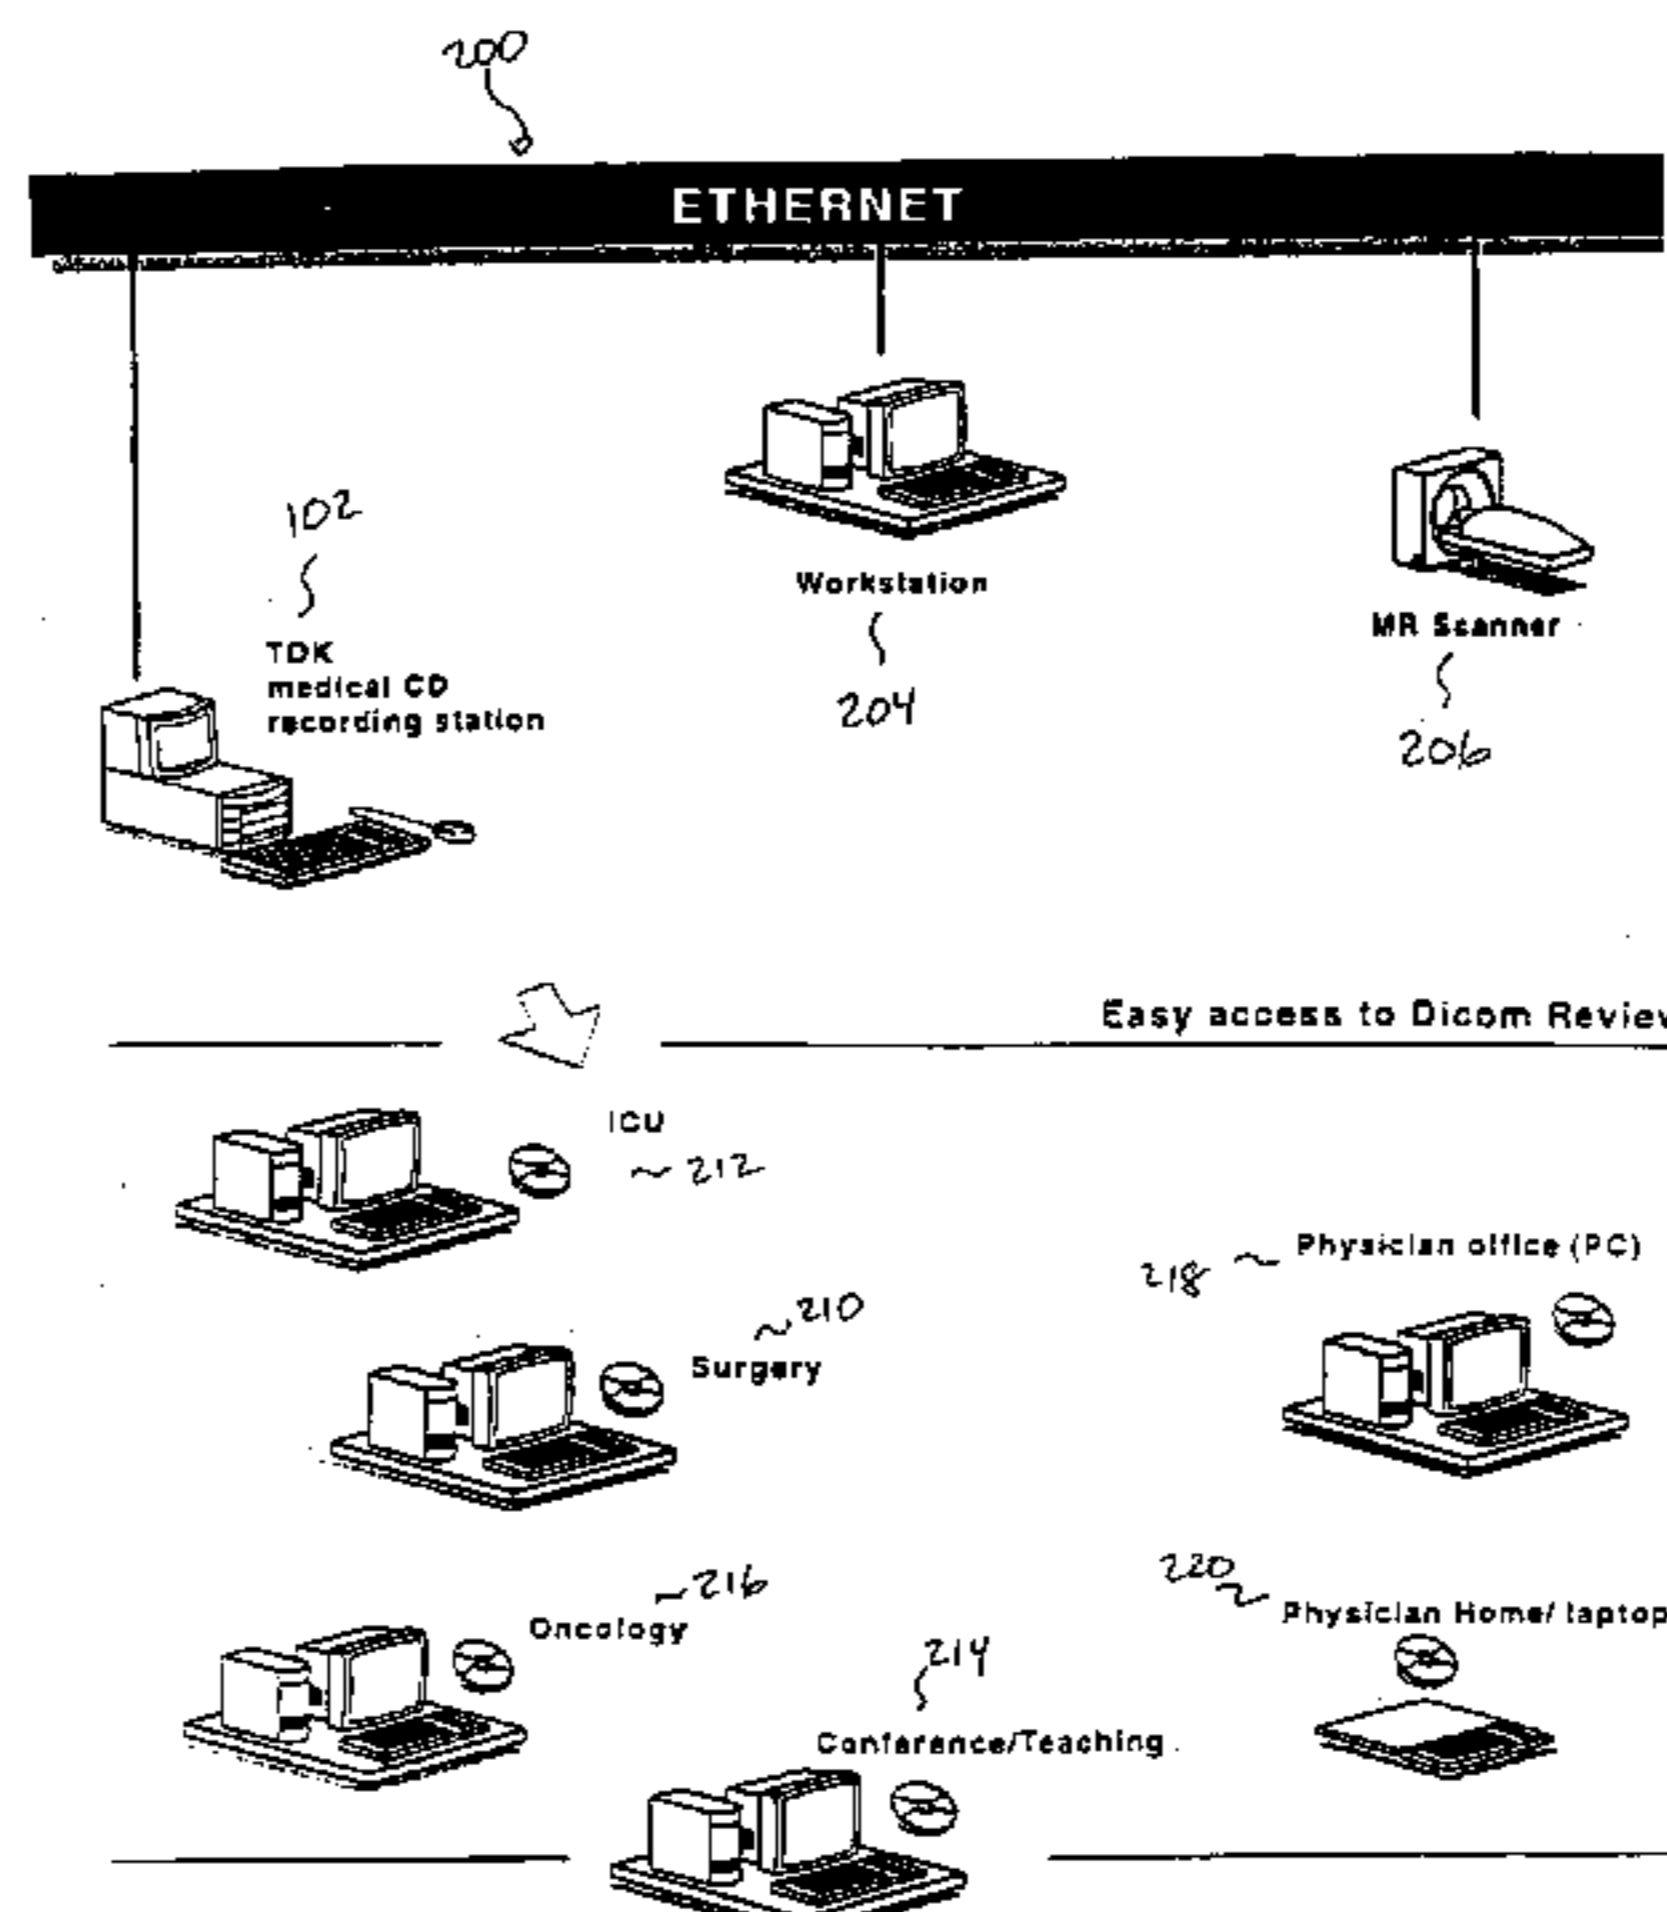 200
ETHERNET
102
TDK
medical CD
recording station
Workstation
204
MR Scanner
206
Easy access to Dicom Review
ICU
212
218
Physician office (PC)
210
Surgery
216
Oncology
220
Physician Home/ laptop
214
Conference/Teaching